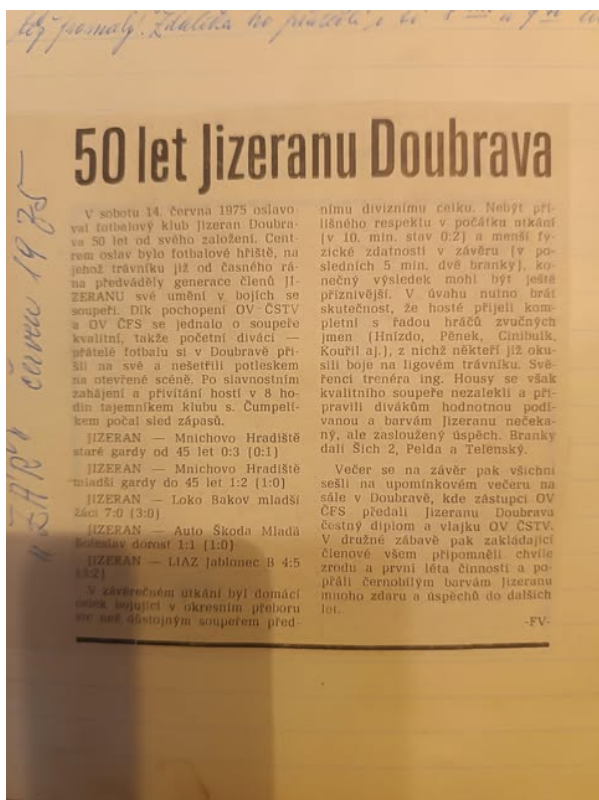 50 let Jizeranu Doubrava
V sobotu 14. června 1975 oslavo
val fotbalový klub Jizeran Doubra-
va 50 let od svého založení. Cent-
rem oslav bylo fotbalové hřiště, na
jehož trávníku již od časného rá-
na předváděly generace členů JI-
ZERANU své umění v bojích se
soupeři. Dík pochopení OV ČSTV
a OV ČFS se jednalo o soupeře
kvalitní, takže početní diváci —
přátelé fotbalu si v Doubravě při-
šli na své a nešetřili potleskem
na otevřené scéně. Po slavnostním
zahájení a přivítání hostí v 8 ho-
din tajemníkem klubu s. Čumpelí-
kem počal sled zápasů.
JIZERAN — Mnichovo Hradiště
staré gardy od 45 let 0:3 (0:1)
JIZERAN — Mnichovo Hradiště
mladší gardy do 45 let 1:2 (1:0)
JIZERAN — Loko Bakov mladší
žáci 7:0 (3:0)
JIZERAN — Auto Škoda Mladá
Boleslav dorost 1:1 (1:0)
JIZERAN — LIAZ Jablonec B 4:5
(3:2)
V závěrečném utkání byl domácí
celek bojující v okresním přeboru
víc než důstojným soupeřem před-
nímu diviznímu celku. Nebýt pří-
lišného respektu v počátku utkání
(v 10. min. stav 0:2) a menší fy-
zické zdatnosti v závěru (v po-
sledních 5 min. dvě branky), ko-
nečný výsledek mohl být ještě
příznivější. V úvahu nutno brát
skutečnost, že hosté přijeli kom-
pletní s řadou hráčů zvučných
jmen (Hnízdo, Pěnek, Cinibulk,
Kouřil aj.), z nichž někteří již oku-
sili boje na ligovém trávníku. Svě-
řenci trenéra ing. Housy se však
kvalitního soupeře nezalekli a při-
pravili divákům hodnotnou podí-
vanou a barvám Jizeranu nečeka-
ný, ale zasloužený úspěch. Branky
dali Šich 2, Pelda a Telenský.
Večer se na závěr pak všichni
sešli na upomínkovém večeru na
sále v Doubravě, kde zástupci OV
ČFS předali Jizeranu Doubrava
čestný diplom a vlajku OV ČSTV.
V družné zábavě pak zakládající
členové všem připomněli chvíle
zrodu a první léta činnosti a po-
přáli černobílým barvám Jizeranu
mnoho zdaru a úspěchů do dalších
let.
-FV-
"ŽÁR" červen 1975